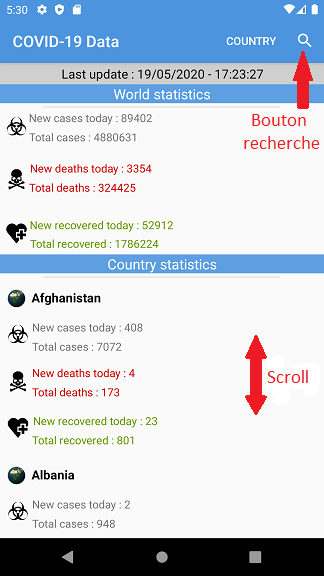 5:30
COVID-19 Data
COUNTRY
Last update : 19/05/2020 - 17:23:27
World statistics
New cases today : 89402
Total cases : 4880631
Bouton
recherche
New deaths today : 3354
Total deaths : 324425
New recovered today : 52912
Total recovered : 1786224
Country statistics
Afghanistan
New cases today : 408
Total cases : 7072
New deaths today : 4
Total deaths : 173
Scroll
New recovered today : 23
Total recovered : 801
Albania
New cases today : 2
Total cases : 948